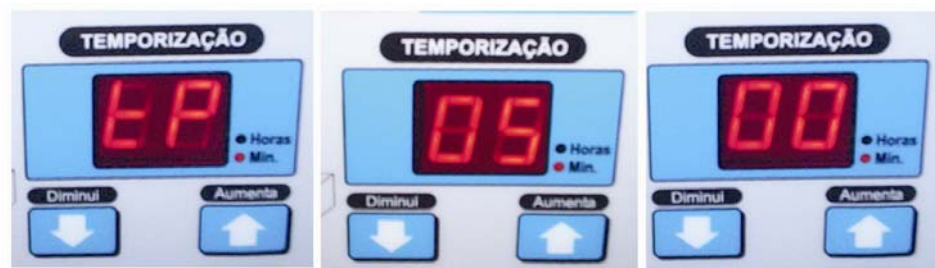 TEMPORIZAÇÃO
tP
Horas
Min.
Diminui Aumenta
TEMPORIZAÇÃO
05
Horas
Min.
Diminui Aumenta
TEMPORIZAÇÃO
00
Horas
Min.
Diminui Aumenta